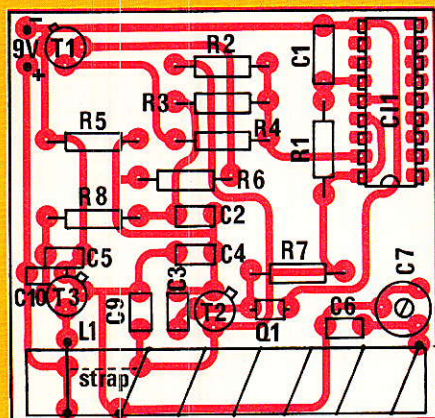 -
9V
+
T1
R2
C1
CI1
R3
R5
R4
R1
R6
R8
C2
C5
C4
R7
C7
C10
T3
C9
C3
T2
Q1
C6
L1
strap